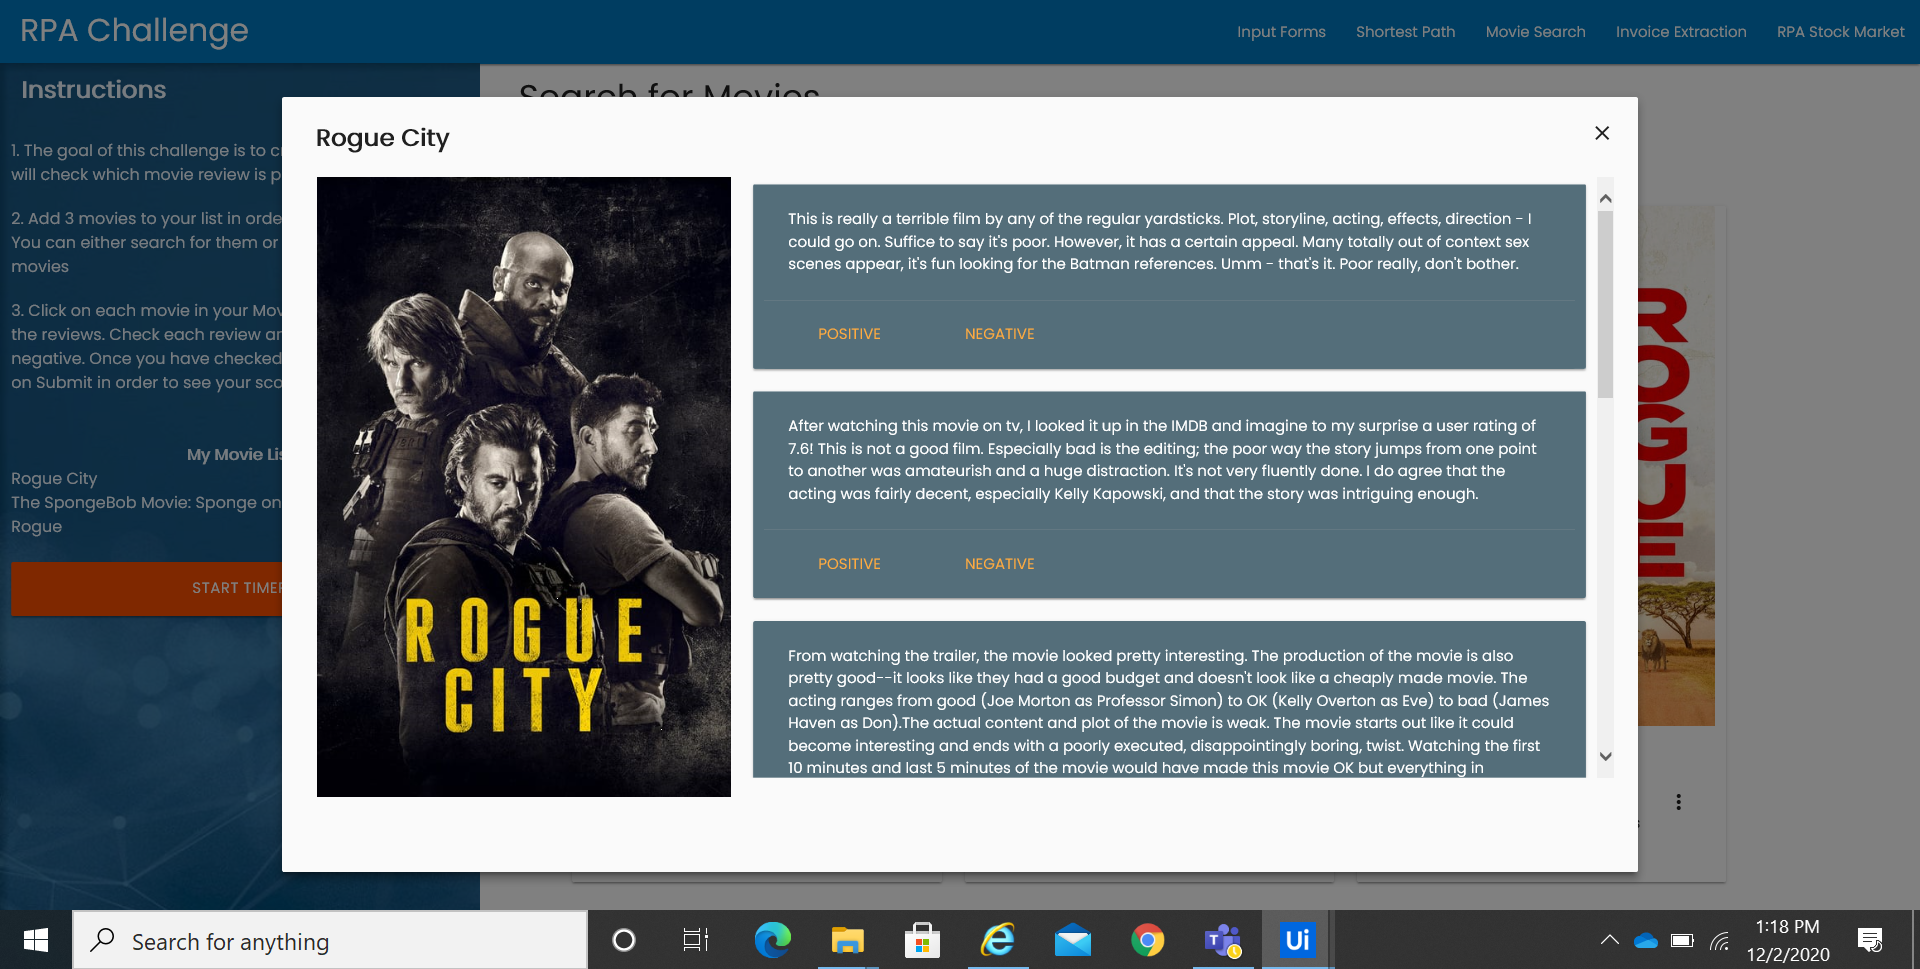 RPA Challenge
Input Forms
Shortest Path
Movie Search
Invoice Extraction
RPA Stock Market
Instructions
Search for Movies
1. The goal of this challenge is to
will check which movie review is
2. Add 3 movies to your list in
You can either search for them or
movies
3. Click on each movie in your
the reviews. Check each review
negative. Once you have checked
on Submit in order to see your
My Movie
Rogue City
The SpongeBob Movie: Sponge on
Rogue
START
Rogue City
ROGUE
CITY
This is really a terrible film by any of the regular yardsticks. Plot, storyline, acting, effects, direction - I
could go on. Suffice to say it's poor. However, it has a certain appeal. Many totally out of context sex
scenes appear, it's fun looking for the Batman references. Umm - that's it. Poor really, don't bother.
POSITIVE
NEGATIVE
After watching this movie on tv, I looked it up in the IMDB and imagine to my surprise a user rating of
7.6! This is not a good film. Especially bad is the editing; the poor way the story jumps from one point
to another was amateurish and a huge distraction. It's not very fluently done. I do agree that the
acting was fairly decent, especially Kelly Kapowski, and that the story was intriguing enough.
POSITIVE
NEGATIVE
From watching the trailer, the movie looked pretty interesting. The production of the movie is also
pretty good--it looks like they had a good budget and doesn't look like a cheaply made movie. The
acting ranges from good (Joe Morton as Professor Simon) to OK (Kelly Overton as Eve) to bad (James
Haven as Don).The actual content and plot of the movie is weak. The movie starts out like it could
become interesting and ends with a poorly executed, disappointingly boring, twist. Watching the first
10 minutes and last 5 minutes of the movie would have made this movie OK but everything in
ROGUE
Search for anything
Ui
1:18 PM
12/2/2020